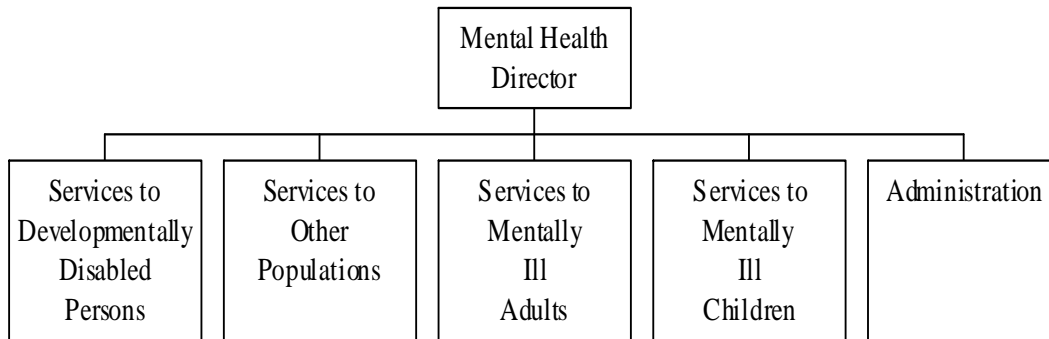 Mental Health
Director
Services to
Developmentally
Disabled
Persons
Services to
Other
Populations
Services to
Mentally
Ill
Adults
Services to
Mentally
Ill
Children
Administration